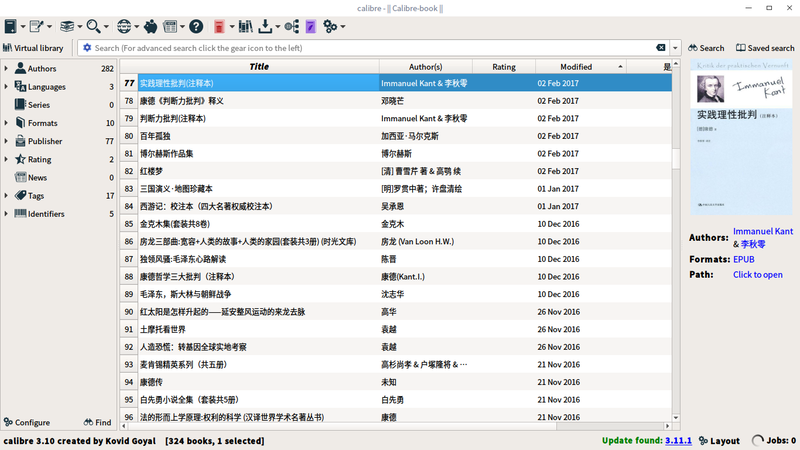 calibre - || Calibre-book ||
Virtual library
Search (For advanced search click the gear icon to the left)
Search
Saved search
Authors 282
Languages 3
Series 0
Formats 10
Publisher 77
Rating 2
News 0
Tags 17
Identifiers 5
Title Author(s) Rating Modified
77 实践理性批判(注释本) Immanuel Kant & 李秋零 02 Feb 2017
78 康德《判断力批判》释义 邓晓芒 02 Feb 2017
79 判断力批判(注释本) Immanuel Kant & 李秋零 02 Feb 2017
80 百年孤独 加西亚·马尔克斯 02 Feb 2017
81 博尔赫斯作品集 博尔赫斯 02 Feb 2017
82 红楼梦 [清] 曹雪芹 著 & 高鹗 续 02 Feb 2017
83 三国演义·地图珍藏本 [明]罗贯中著；许盘清绘 01 Jan 2017
84 西游记：校注本（四大名著权威校注本） 吴承恩 01 Jan 2017
85 金克木集(套装共8卷) 金克木 10 Dec 2016
86 房龙三部曲:宽容+人类的故事+人类的家园(套装共3册) (时光文库) 房龙 (Van Loon H.W.) 10 Dec 2016
87 独领风骚:毛泽东心路解读 陈晋 10 Dec 2016
88 康德哲学三大批判（注释本） 康德(Kant.I.) 10 Dec 2016
89 毛泽东，斯大林与朝鲜战争 沈志华 10 Dec 2016
90 红太阳是怎样升起的——延安整风运动的来龙去脉 高华 26 Nov 2016
91 土摩托看世界 袁越 26 Nov 2016
92 人造恐慌：转基因全球实地考察 袁越 26 Nov 2016
93 麦肯锡精英系列（共五册） 高杉尚孝 & 户塚隆将 & ⋯ 21 Nov 2016
94 康德传 未知 21 Nov 2016
95 白先勇小说全集（套装共5册） 白先勇 21 Nov 2016
96 法的形而上学原理:权利的科学 (汉译世界学术名著丛书) 康德 21 Nov 2016
Kritik der praktischen Vernunft
Immanuel
Kant
实践理性批判 (注释本)
Authors: Immanuel Kant
& 李秋零
Formats: EPUB
Path: Click to open
Configure
Find
calibre 3.10 created by Kovid Goyal [324 books, 1 selected]
Update found: 3.11.1
Layout
Jobs: 0